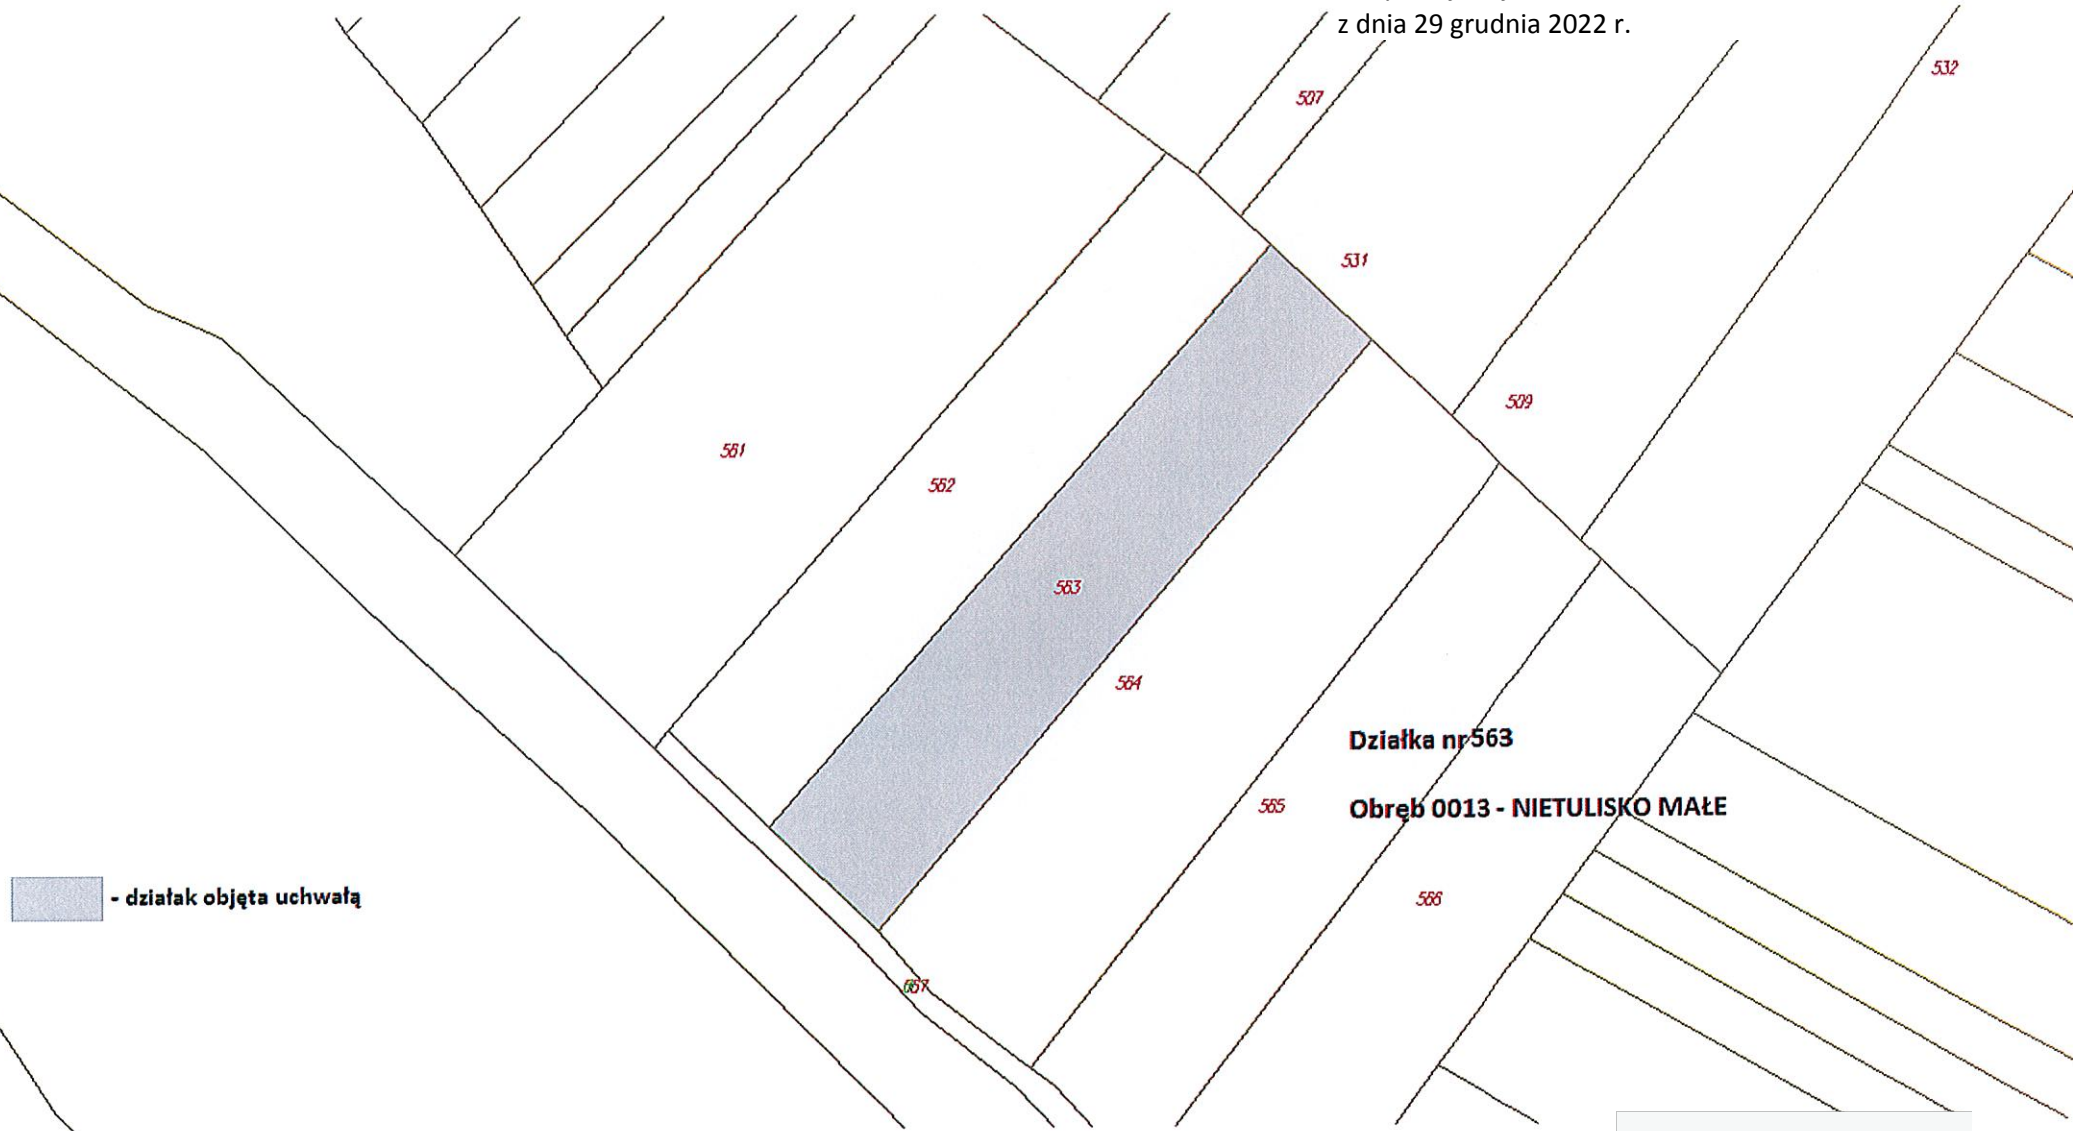 z dnia 29 grudnia 2022 r.
532
507
531
509
561
562
563
564
Działka nr 563
565
Obręb 0013 - NIETULISKO MAŁE
566
- działak objęta uchwałą